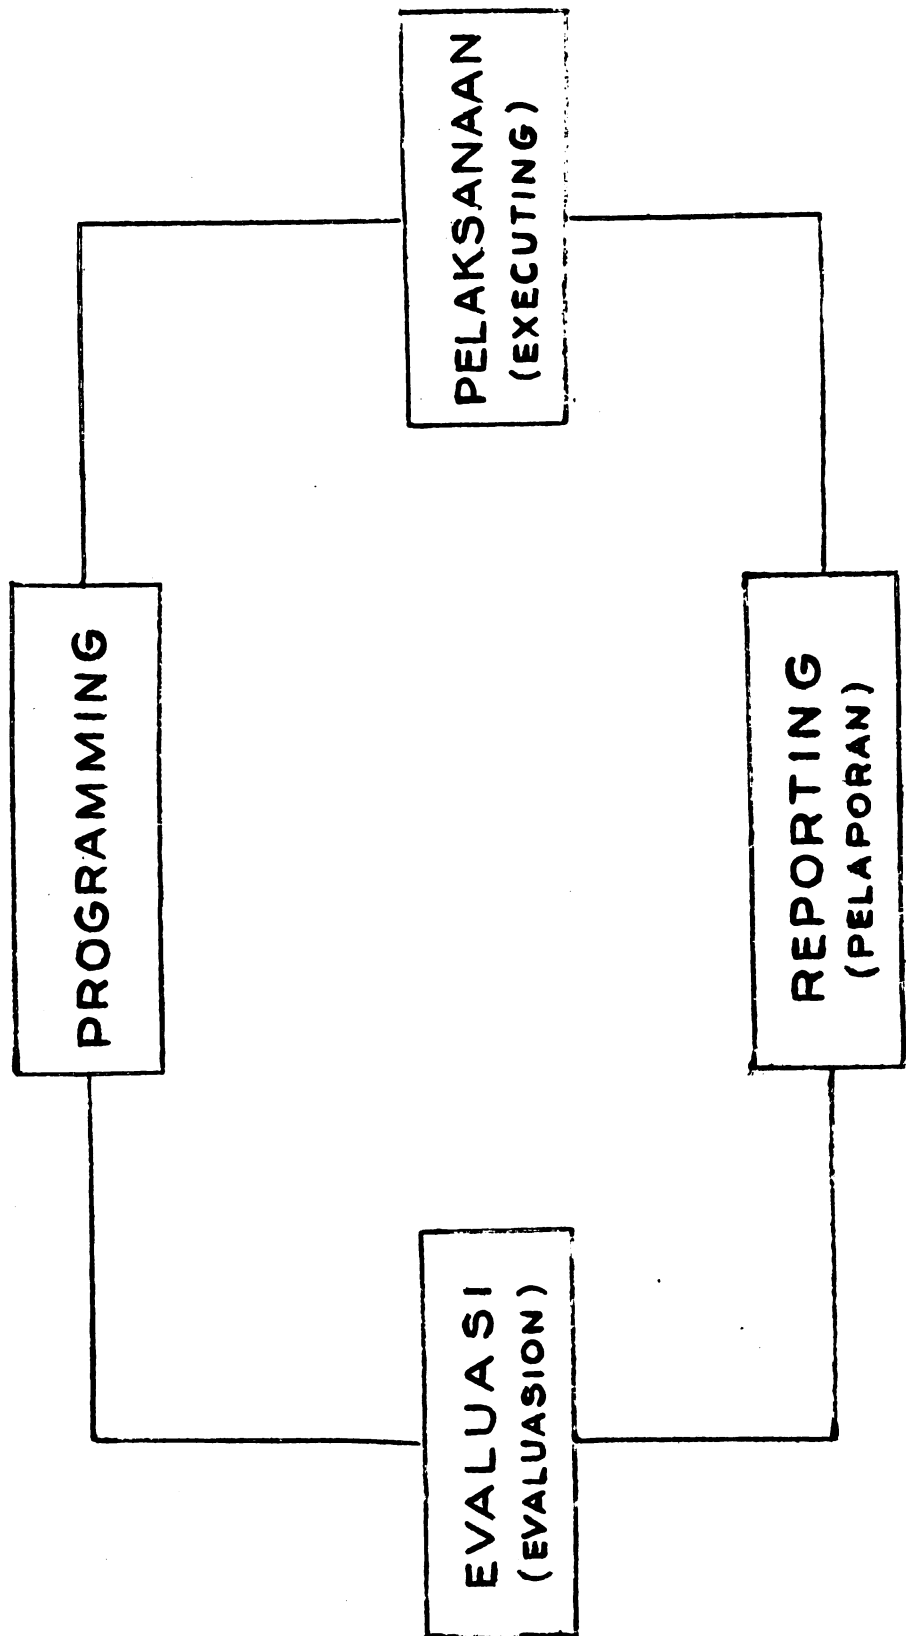 PROGRAMMING
EVALUASI
(EVALUASION)
PELAKSANAAN
(EXECUTING)
REPORTING
(PELAPORAN)